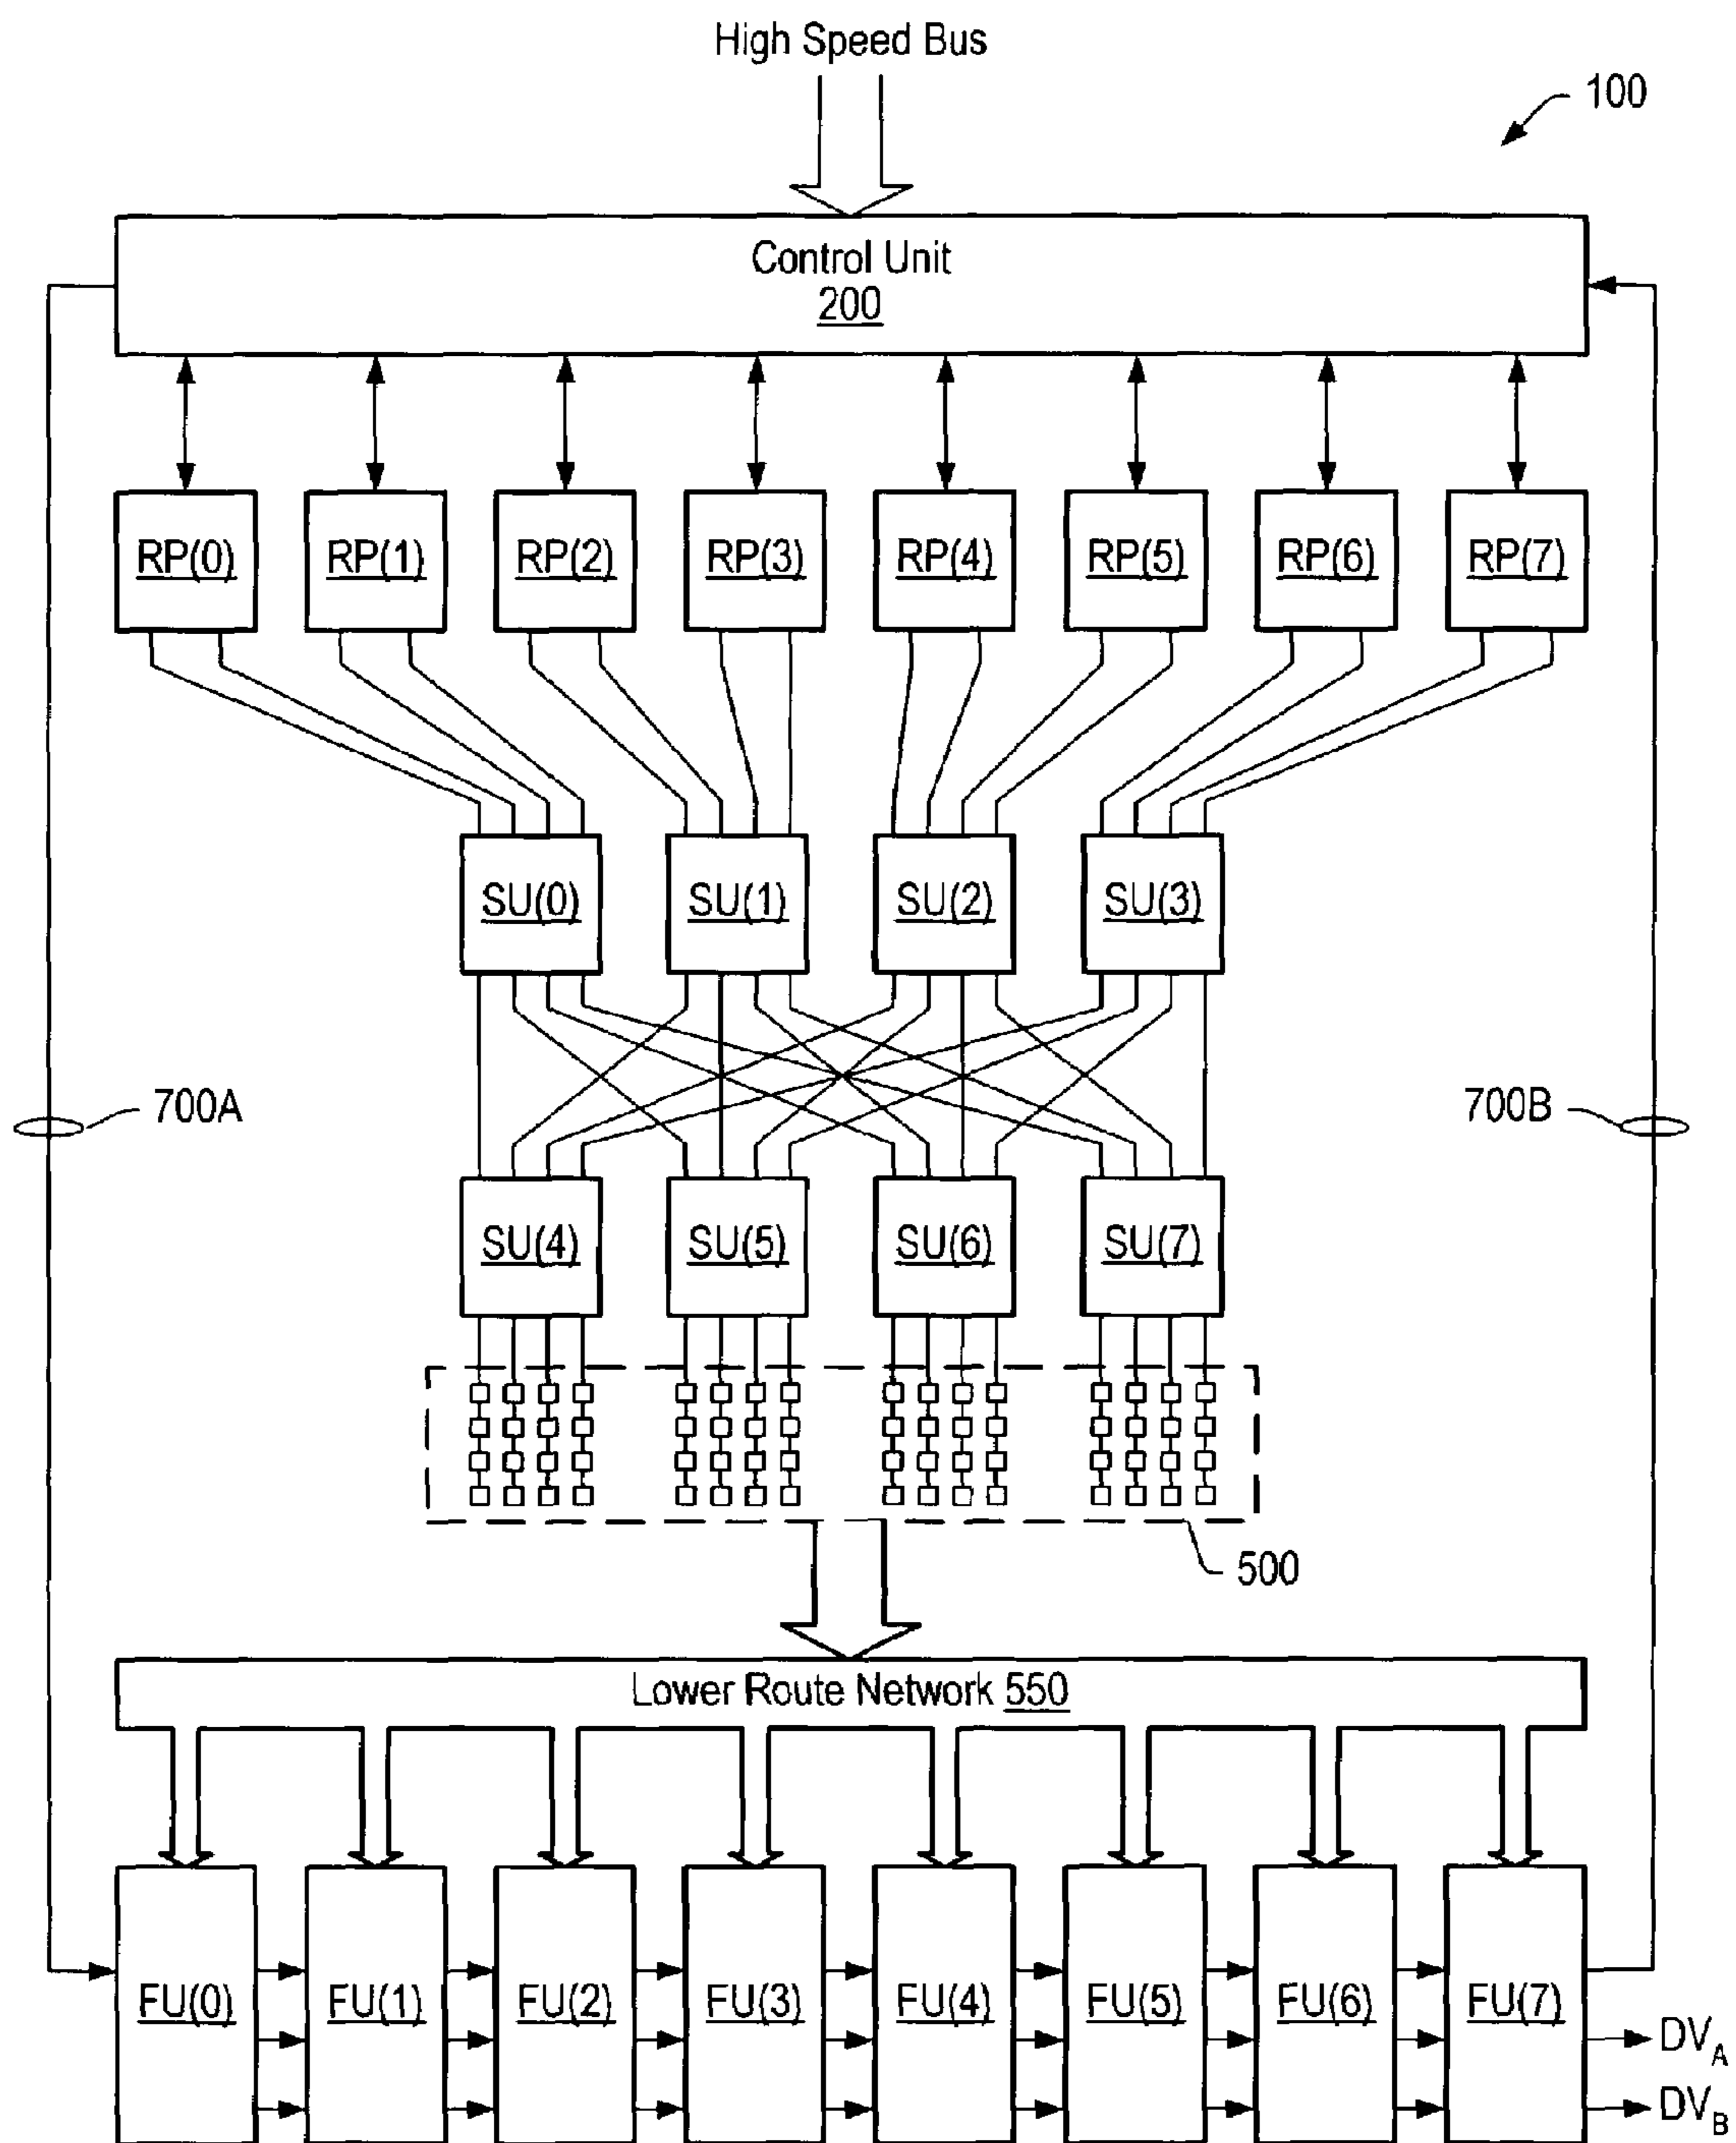 High Speed Bus
100
Control Unit
200
RP(0) RP(1) RP(2) RP(3) RP(4) RP(5) RP(6) RP(7)
SU(0) SU(1) SU(2) SU(3)
700A 700B
SU(4) SU(5) SU(6) SU(7)
500
Lower Route Network 550
FU(0) FU(1) FU(2) FU(3) FU(4) FU(5) FU(6) FU(7)
DVA
DVB